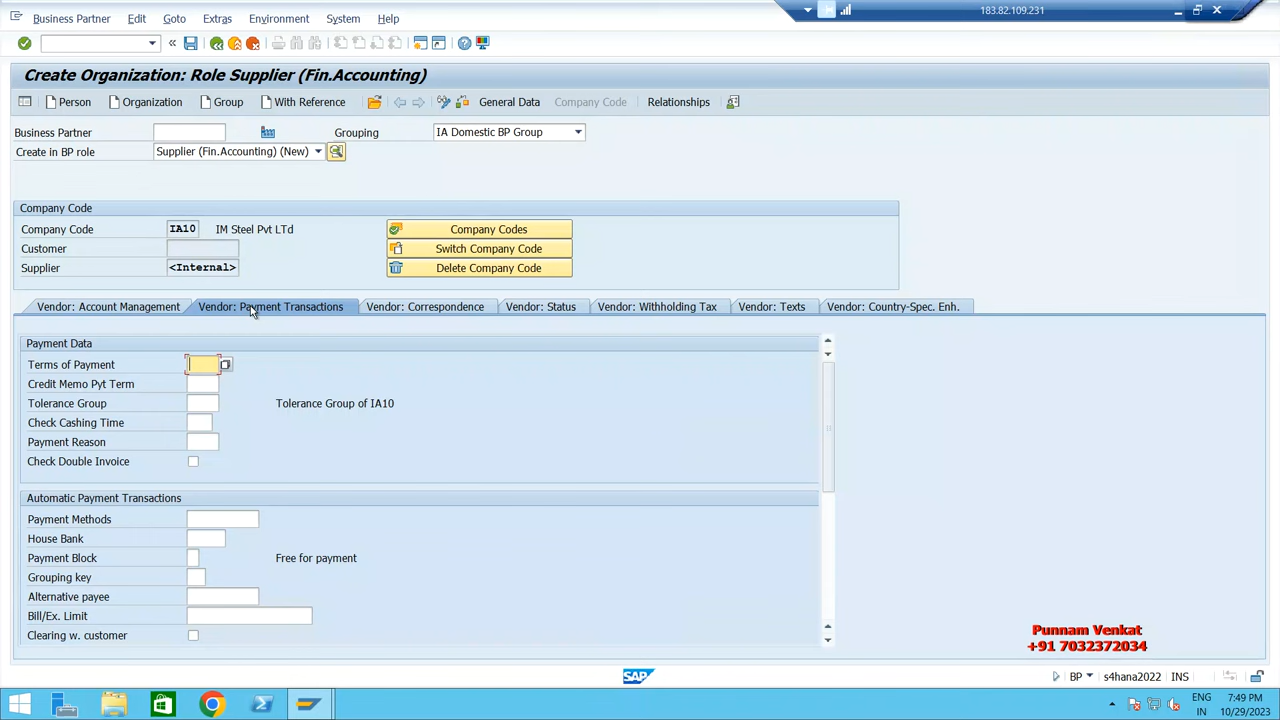 Business Partner Edit Goto Extras Environment System Help
183.82.109.231
Create Organization: Role Supplier (Fin.Accounting)
Person Organization Group With Reference General Data Company Code Relationships
Business Partner Grouping IA Domestic BP Group
Create in BP role Supplier (Fin.Accounting) (New)
Company Code
Company Code IA10 IM Steel Pvt LTd Company Codes
Customer Switch Company Code
Supplier <Internal> Delete Company Code
Vendor: Account Management Vendor: Payment Transactions Vendor: Correspondence Vendor: Status Vendor: Withholding Tax Vendor: Texts Vendor: Country-Spec. Enh.
Payment Data
Terms of Payment
Credit Memo Pyt Term
Tolerance Group Tolerance Group of IA10
Check Cashing Time
Payment Reason
Check Double Invoice
Automatic Payment Transactions
Payment Methods
House Bank
Payment Block Free for payment
Grouping key
Alternative payee
Bill/Ex. Limit
Clearing w. customer
Punnam Venkat
+91 7032372034
SAP BP s4hana2022 INS
ENG 7:49 PM
IN 10/29/2023